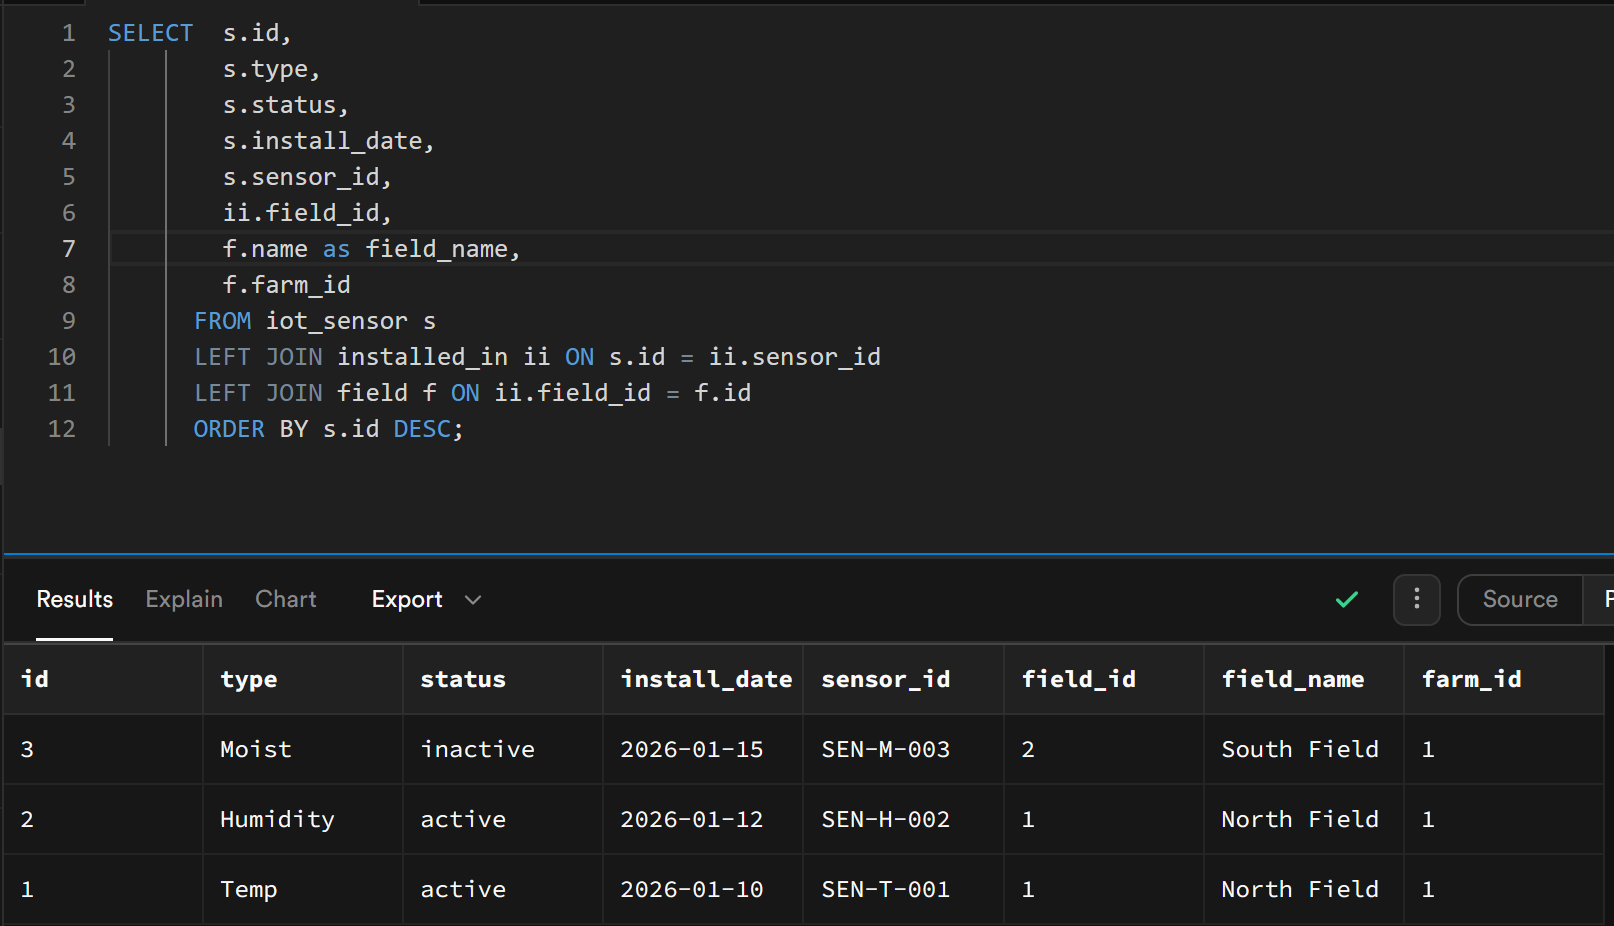 1 SELECT s.id,
2 s.type,
3 s.status,
4 s.install_date,
5 s.sensor_id,
6 ii.field_id,
7 f.name as field_name,
8 f.farm_id
9 FROM iot_sensor s
10 LEFT JOIN installed_in ii ON s.id = ii.sensor_id
11 LEFT JOIN field f ON ii.field_id = f.id
12 ORDER BY s.id DESC;
Results Explain Chart Export Source
id type status install_date sensor_id field_id field_name farm_id
3 Moist inactive 2026-01-15 SEN-M-003 2 South Field 1
2 Humidity active 2026-01-12 SEN-H-002 1 North Field 1
1 Temp active 2026-01-10 SEN-T-001 1 North Field 1